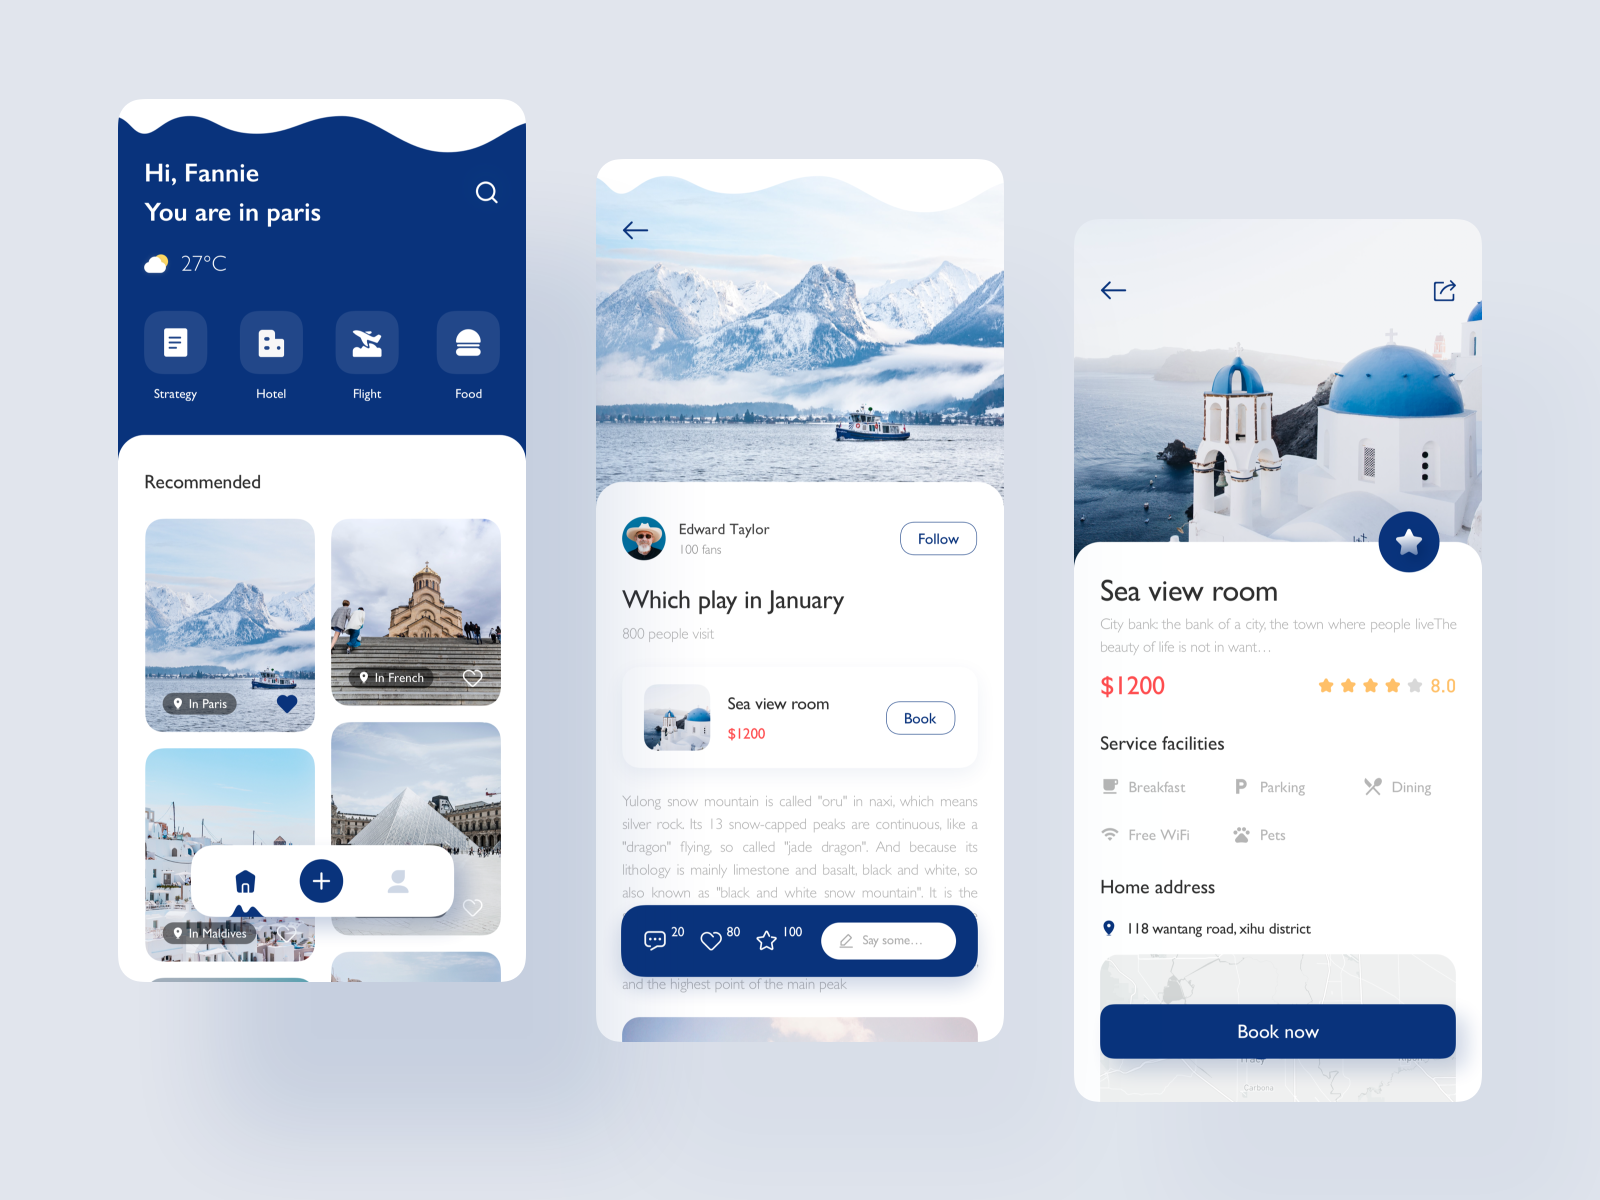 Hi, Fannie
You are in paris
27°C
Strategy
Hotel
Flight
Food
Recommended
In Paris
In French
In Maldives
Edward Taylor
100 fans
Follow
Which play in January
800 people visit
Sea view room
$1200
Book
Yulong snow mountain is called "oru" in naxi, which means
silver rock. Its 13 snow-capped peaks are continuous, like a
"dragon" flying, so called "jade dragon". And because its
lithology is mainly limestone and basalt, black and white, so
also known as "black and white snow mountain". It is the
20
80
100
Say some...
and the highest point of the main peak
Sea view room
City bank: the bank of a city, the town where people liveThe
beauty of life is not in want...
$1200
8.0
Service facilities
Breakfast
P
Parking
Dining
Free WiFi
Pets
Home address
118 wantang road, xihu district
Book now
Tracy
Ripon
Carbona